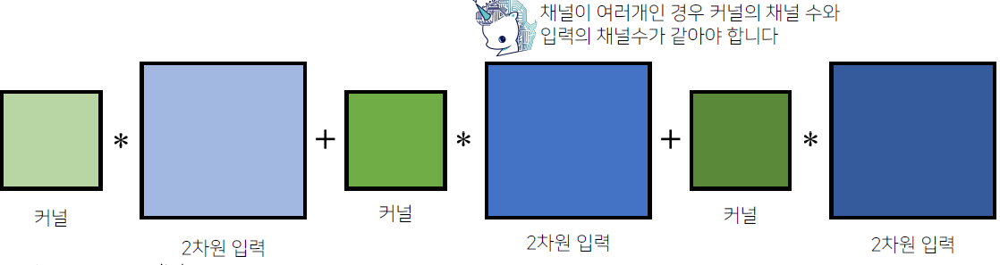 채널이 여러개인 경우 커널의 채널 수와
입력의 채널수가 같아야 합니다
* + * + *
커널 커널 커널
2차원 입력 2차원 입력 2차원 입력